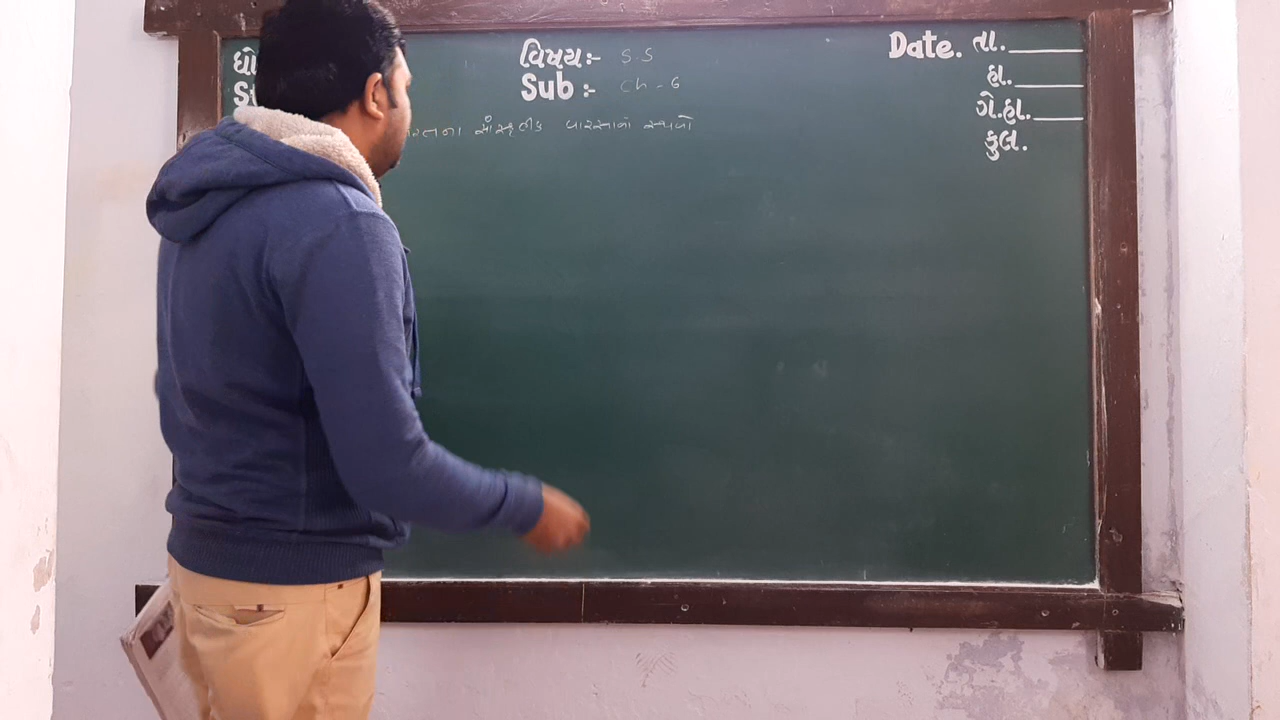 ધો
વિષય:- S.S
Date. તા.
Sub:- Ch - 6
હા.
ગે.હા.
સાંસ્કૃતીક વારસાના સ્થળો
કુલ.